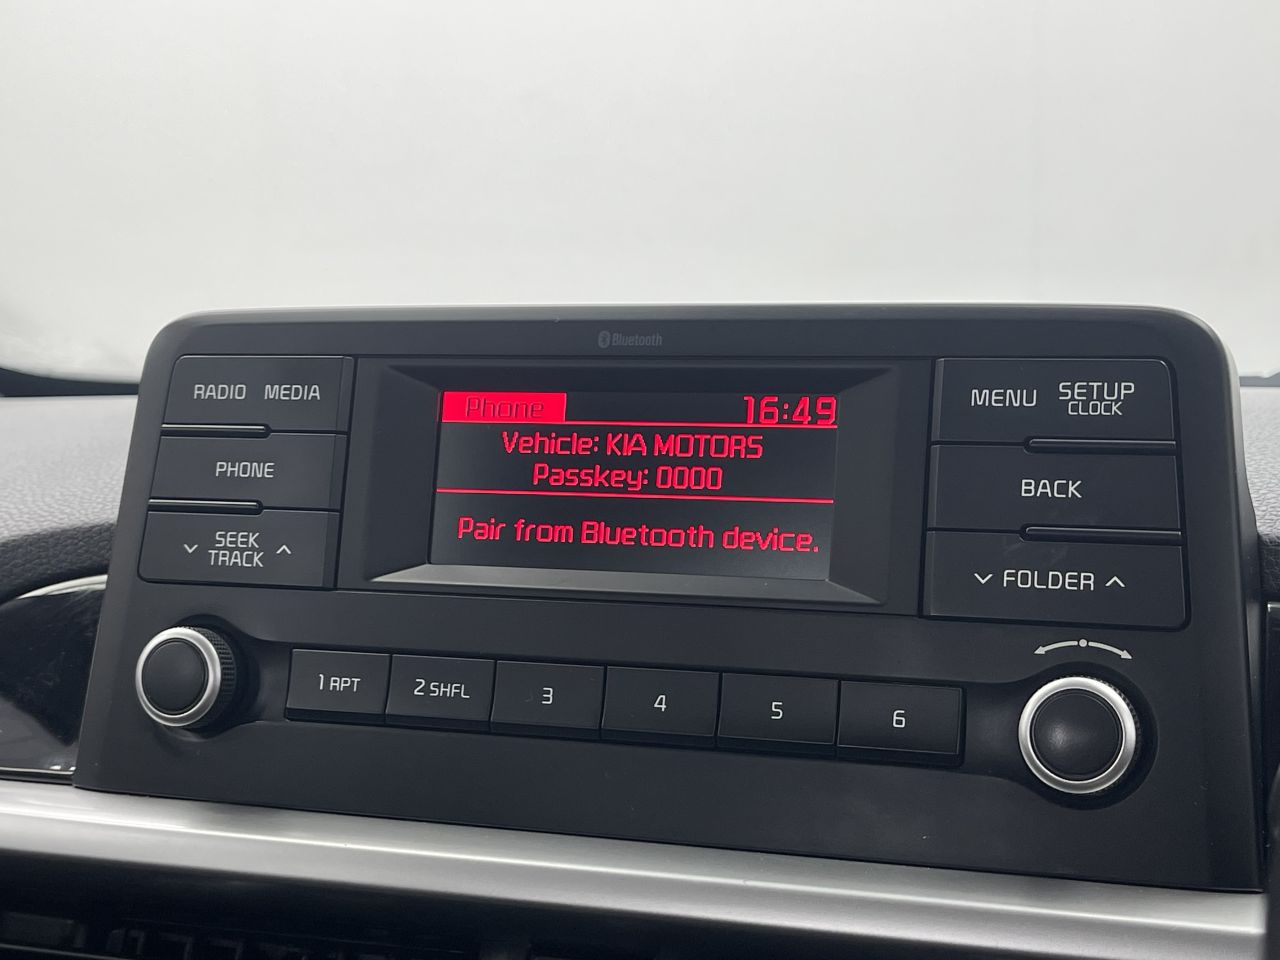 Bluetooth
RADIO MEDIA
PHONE
SEEK
TRACK
Phone 16:49
Vehicle: KIA MOTORS
Passkey: 0000
Pair from Bluetooth device.
MENU SETUP
CLOCK
BACK
FOLDER
1 RPT 2 SHFL 3 4 5 6